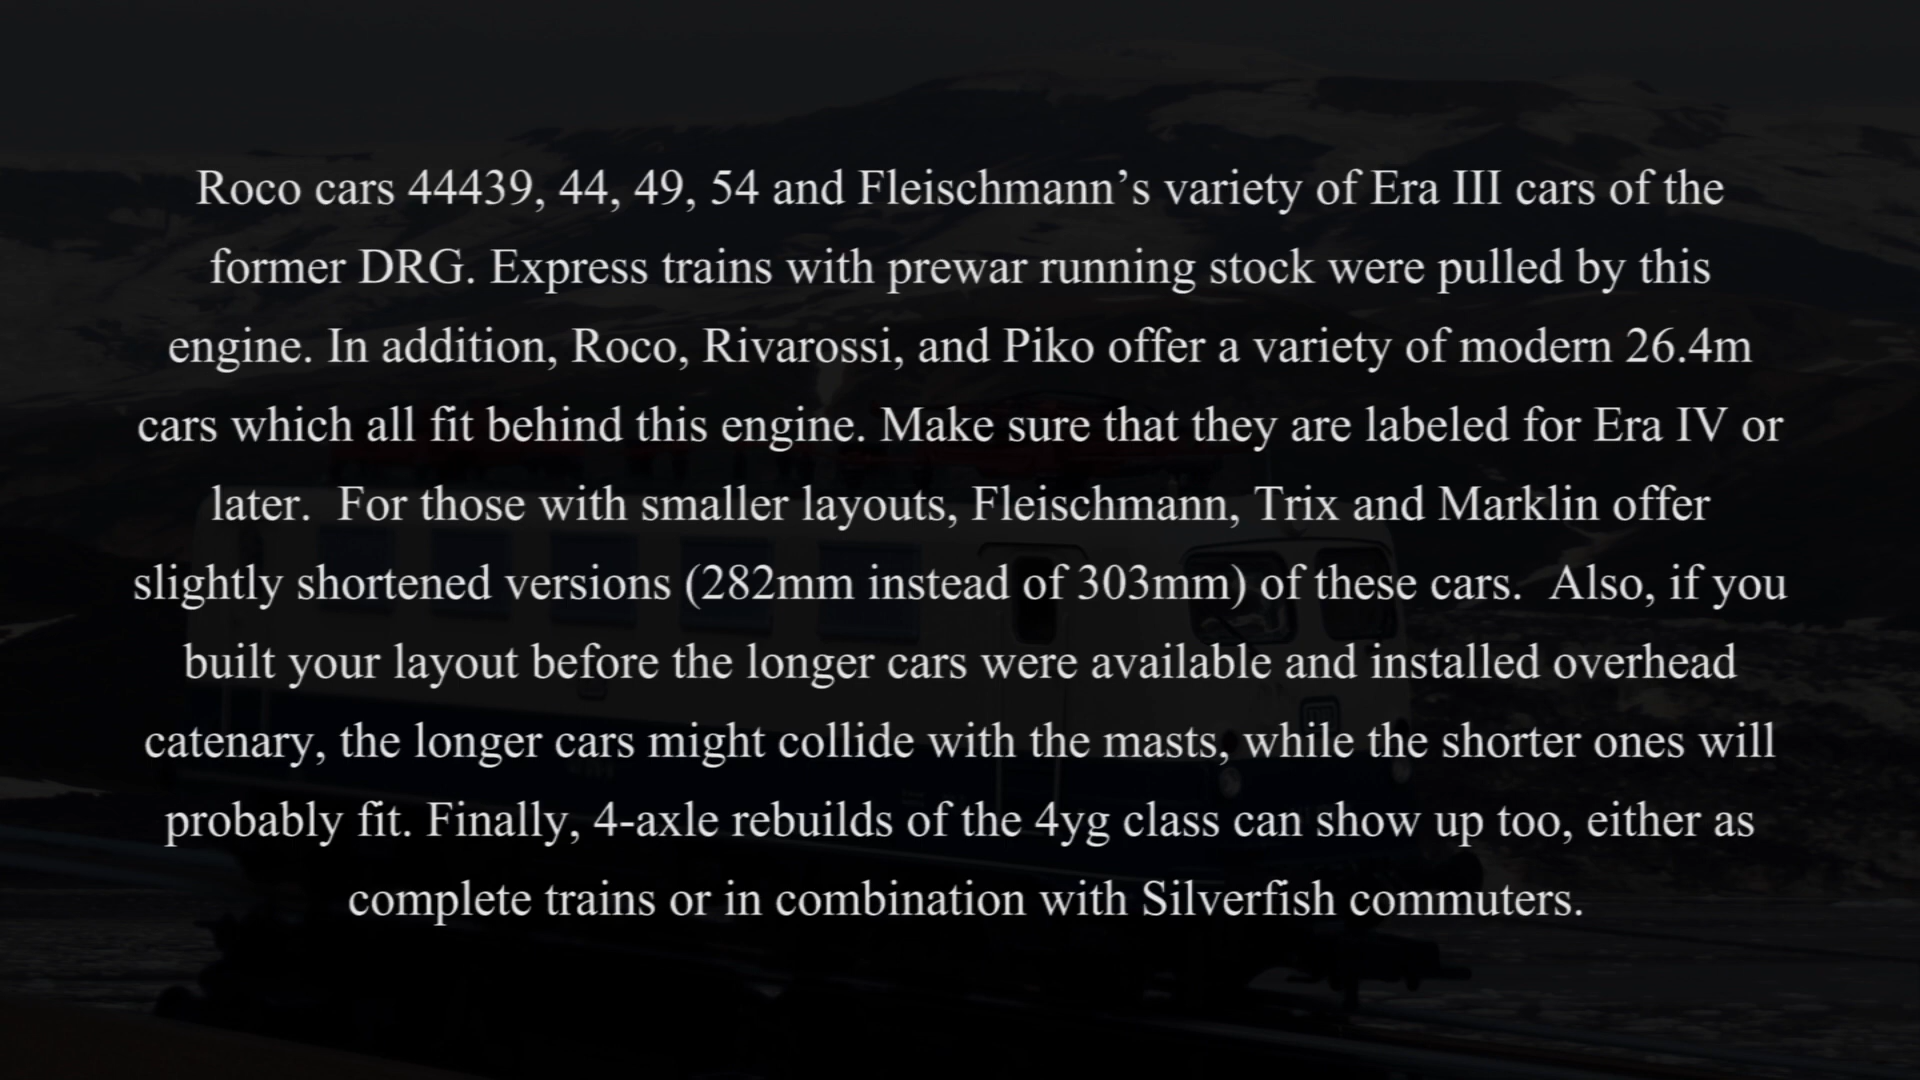 Roco cars 44439, 44, 49, 54 and Fleischmann’s variety of Era III cars of the
former DRG. Express trains with prewar running stock were pulled by this
engine. In addition, Roco, Rivarossi, and Piko offer a variety of modern 26.4m
cars which all fit behind this engine. Make sure that they are labeled for Era IV or
later.  For those with smaller layouts, Fleischmann, Trix and Marklin offer
slightly shortened versions (282mm instead of 303mm) of these cars.  Also, if you
built your layout before the longer cars were available and installed overhead
catenary, the longer cars might collide with the masts, while the shorter ones will
probably fit. Finally, 4-axle rebuilds of the 4yg class can show up too, either as
complete trains or in combination with Silverfish commuters.